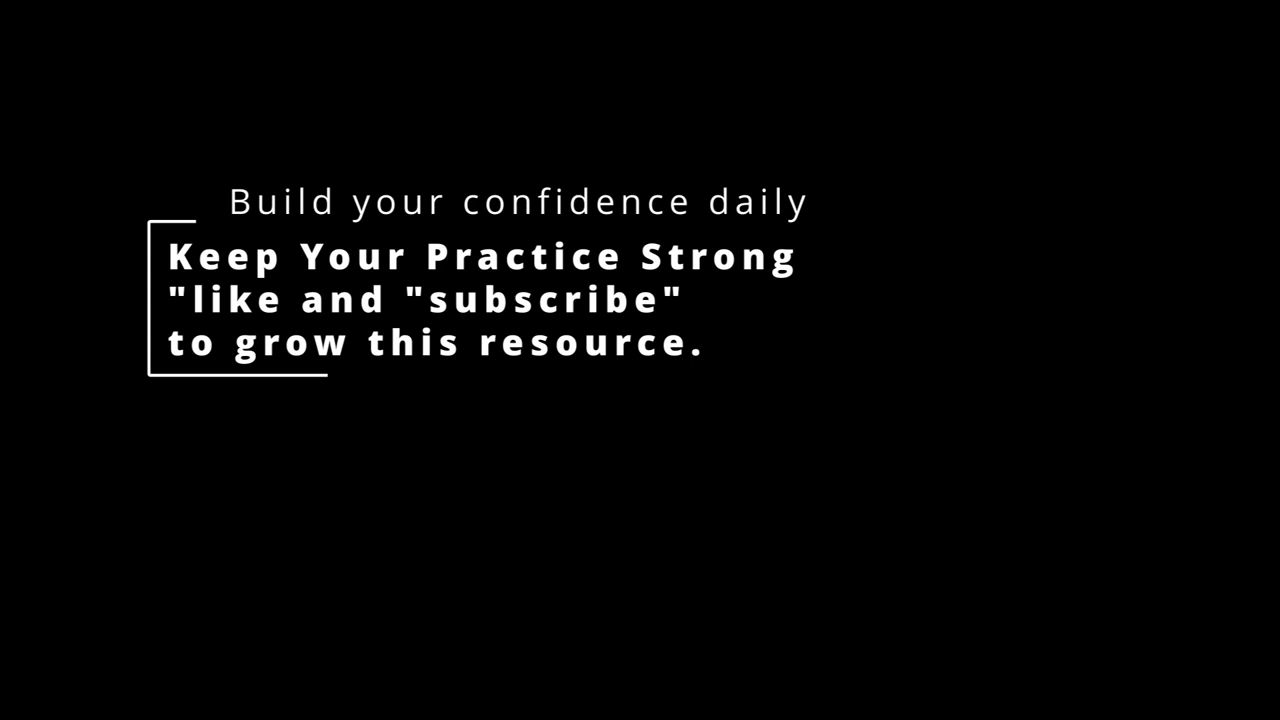 Build your confidence daily
Keep Your Practice Strong
"like and "subscribe"
to grow this resource.